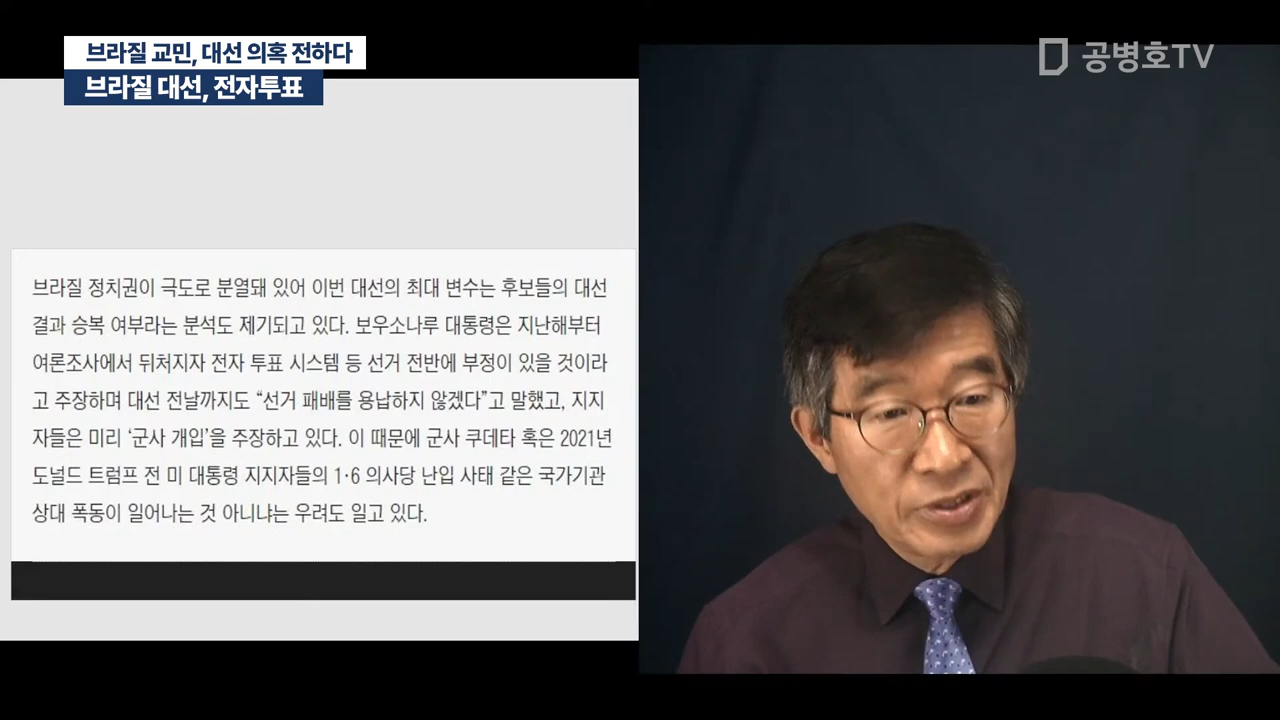 브라질 교민, 대선 의혹 전하다
브라질 대선, 전자투표
공병호TV
브라질 정치권이 극도로 분열돼 있어 이번 대선의 최대 변수는 후보들의 대선
결과 승복 여부라는 분석도 제기되고 있다. 보우소나루 대통령은 지난해부터
여론조사에서 뒤처지자 전자 투표 시스템 등 선거 전반에 부정이 있을 것이라
고 주장하며 대선 전날까지도 “선거 패배를 용납하지 않겠다”고 말했고, 지지
자들은 미리 ‘군사 개입’을 주장하고 있다. 이 때문에 군사 쿠데타 혹은 2021년
도널드 트럼프 전 미 대통령 지지자들의 1·6 의사당 난입 사태 같은 국가기관
상대 폭동이 일어나는 것 아니냐는 우려도 일고 있다.